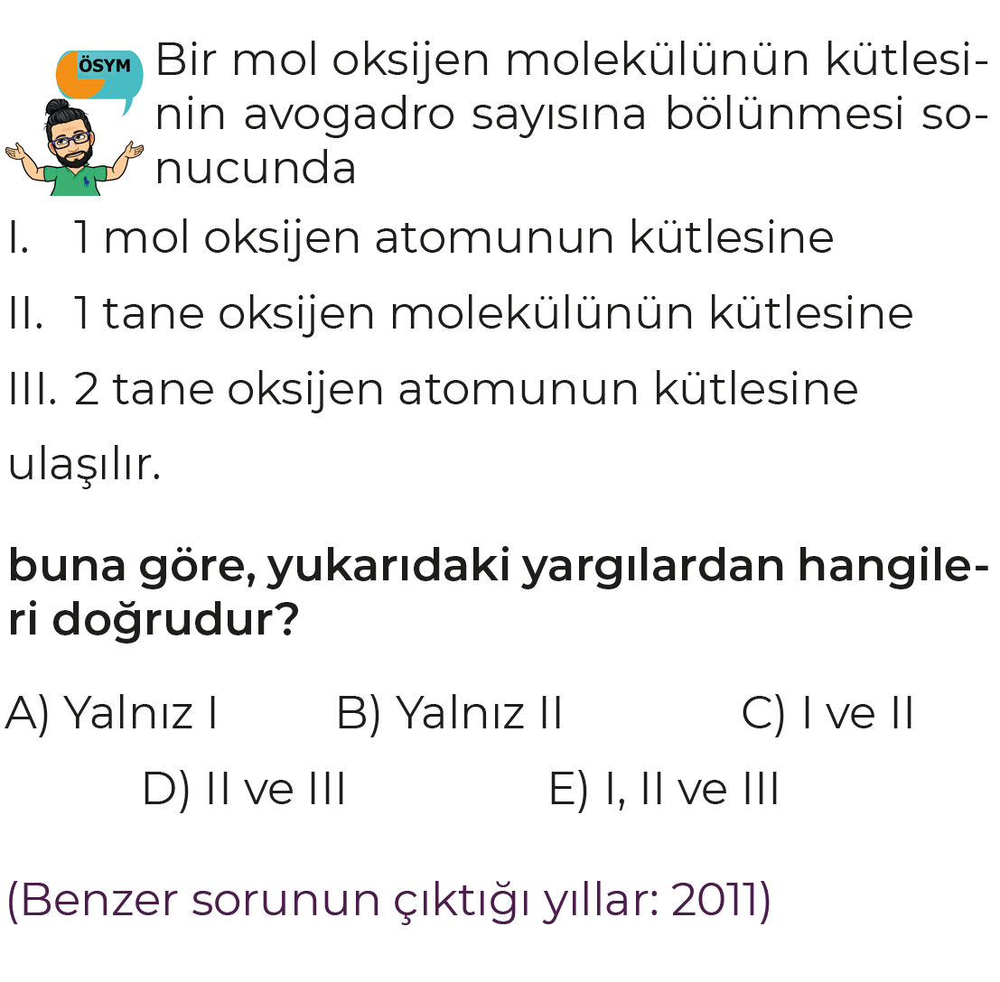 ÖSYM
Bir mol oksijen molekülünün kütlesi-
nin avogadro sayısına bölünmesi so-
nucunda
I. 1 mol oksijen atomunun kütlesine
II. 1 tane oksijen molekülünün kütlesine
III. 2 tane oksijen atomunun kütlesine
ulaşılır.
buna göre, yukarıdaki yargılardan hangile-
ri doğrudur?
A) Yalnız I B) Yalnız II C) I ve II
D) II ve III E) I, II ve III
(Benzer sorunun çıktığı yıllar: 2011)